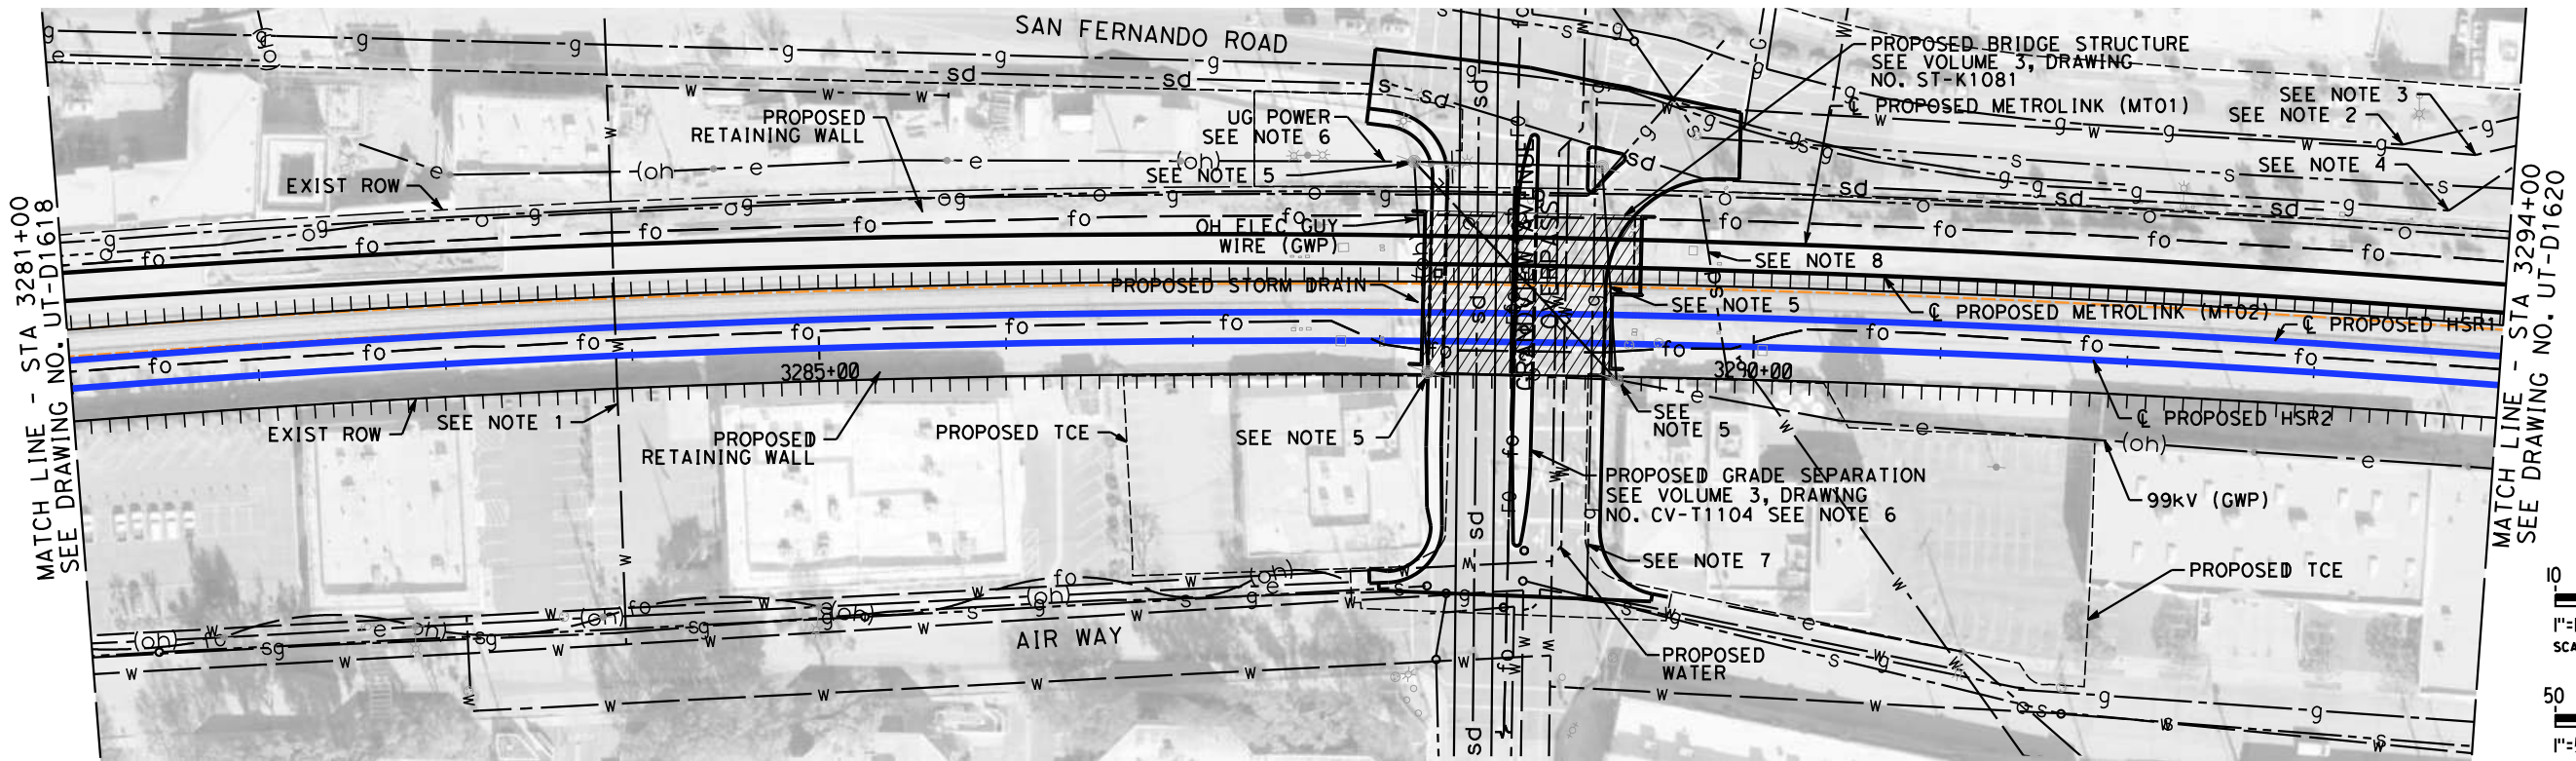 SAN FERNANDO ROAD
PROPOSED BRIDGE STRUCTURE
SEE VOLUME 3, DRAWING
NO. ST-K1081
℄ PROPOSED METROLINK (MT01)
SEE NOTE 3
SEE NOTE 2
SEE NOTE 4
PROPOSED
RETAINING WALL
UG POWER
SEE NOTE 6
SEE NOTE 5
EXIST ROW
OH ELEC GUY
WIRE (GWP)
SEE NOTE 8
PROPOSED STORM DRAIN
SEE NOTE 5
℄ PROPOSED METROLINK (MT02)
℄ PROPOSED HSR1
MATCH LINE - STA 3281+00
SEE DRAWING NO. UT-D1618
MATCH LINE - STA 3294+00
SEE DRAWING NO. UT-D1620
OVERPASS
3285+00
3290+00
EXIST ROW
SEE NOTE 1
PROPOSED
RETAINING WALL
PROPOSED TCE
SEE NOTE 5
SEE
NOTE 5
℄ PROPOSED HSR2
(oh)
e
99kV (GWP)
PROPOSED GRADE SEPARATION
SEE VOLUME 3, DRAWING
NO. CV-T1104 SEE NOTE 6
SEE NOTE 7
PROPOSED TCE
AIR WAY
PROPOSED
WATER
10
50